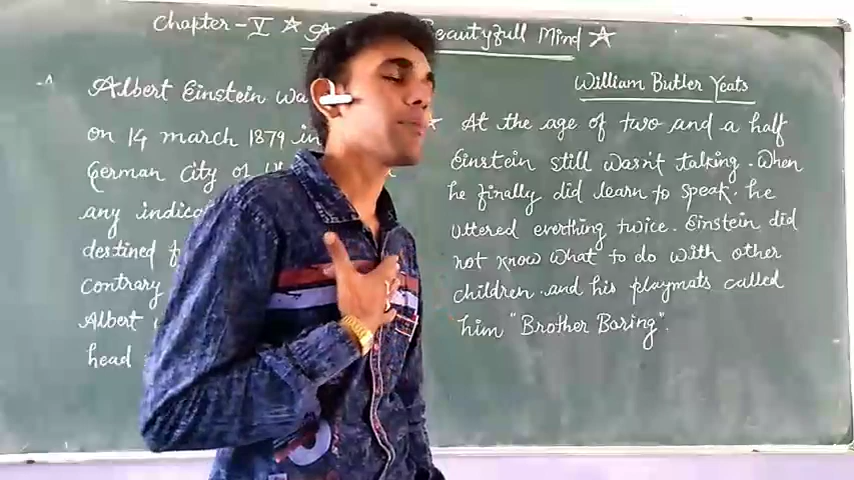 Chapter - V ☆ A Beautyfull Mind ☆
Albert Einstein wa
on 14 march 1879 in
German city of
any indica
destined f
contrary
Albert
head
William Butler Yeats
☆ At the age of two and a half
Einstein still wasn't talking. When
he finally did learn to speak. he
uttered everthing twice. Einstein did
not know what to do with other
children. and his playmats called
him "Brother Boring".